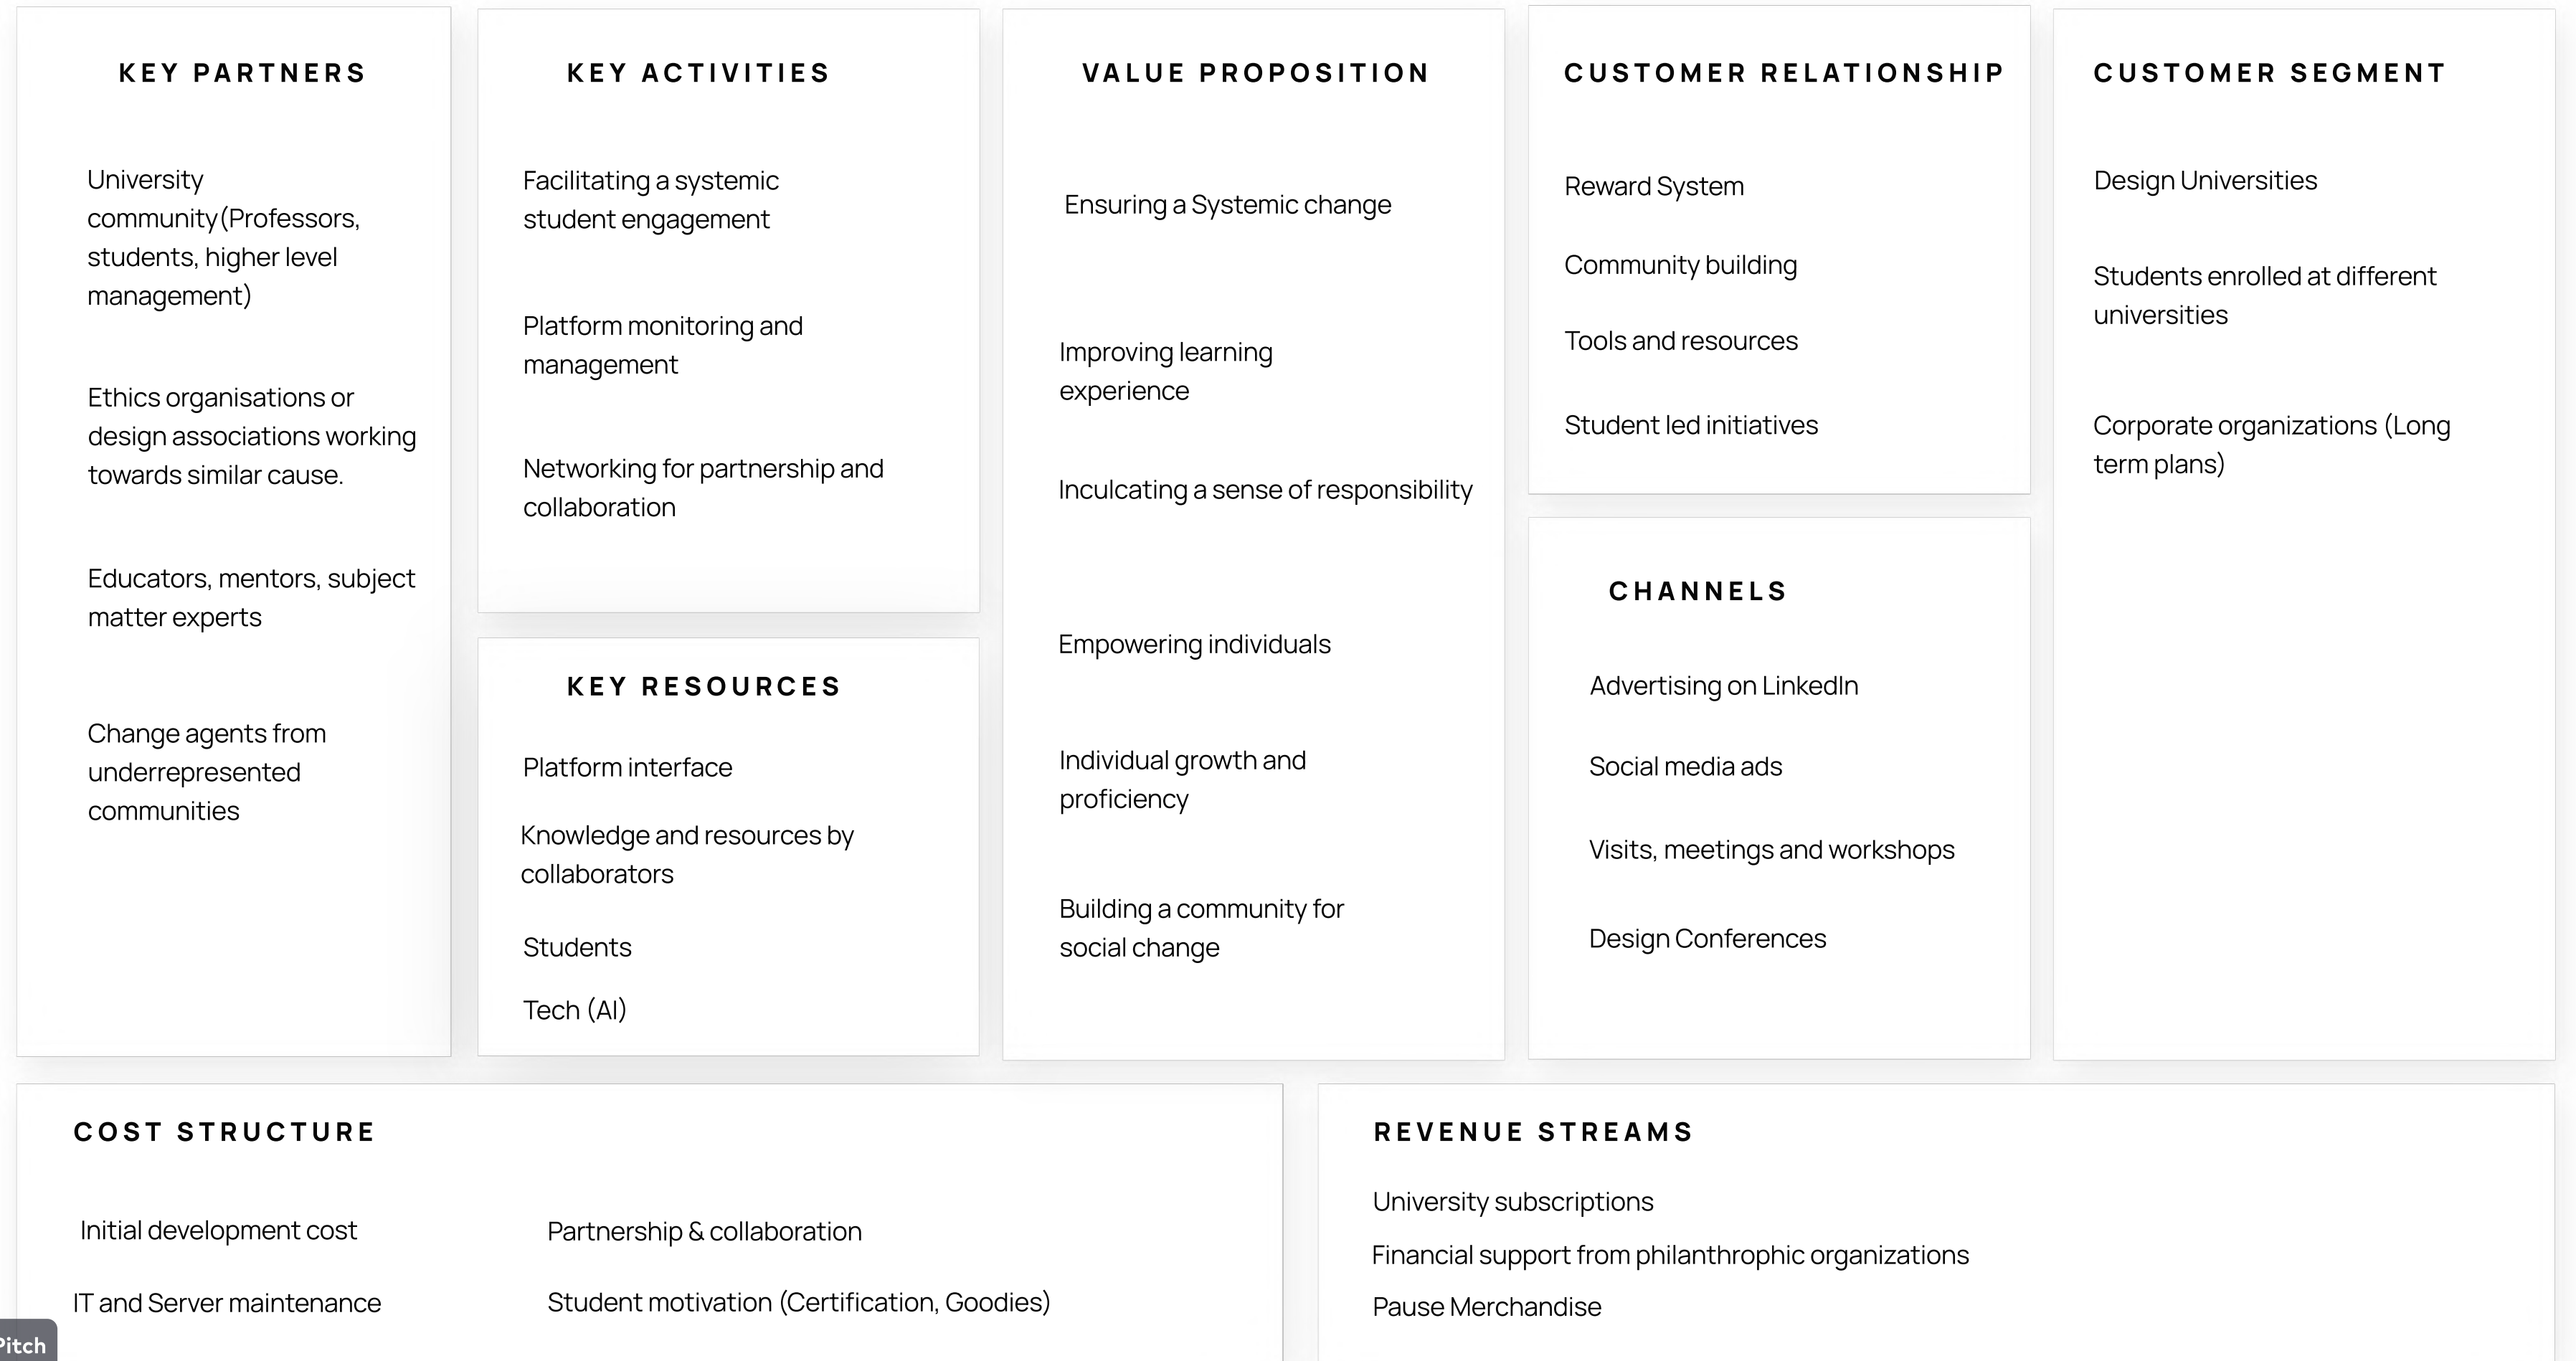 KEY PARTNERS
University
community(Professors,
students, higher level
management)
Ethics organisations or
design associations working
towards similar cause.
Educators, mentors, subject
matter experts
Change agents from
underrepresented
communities
KEY ACTIVITIES
Facilitating a systemic
student engagement
Platform monitoring and
management
Networking for partnership and
collaboration
KEY RESOURCES
Platform interface
Knowledge and resources by
collaborators
Students
Tech (AI)
VALUE PROPOSITION
Ensuring a Systemic change
Improving learning
experience
Inculcating a sense of responsibility
Empowering individuals
Individual growth and
proficiency
Building a community for
social change
CUSTOMER RELATIONSHIP
Reward System
Community building
Tools and resources
Student led initiatives
CHANNELS
Advertising on LinkedIn
Social media ads
Visits, meetings and workshops
Design Conferences
CUSTOMER SEGMENT
Design Universities
Students enrolled at different
universities
Corporate organizations (Long
term plans)
COST STRUCTURE
Initial development cost
IT and Server maintenance
Partnership & collaboration
Student motivation (Certification, Goodies)
REVENUE STREAMS
University subscriptions
Financial support from philanthrophic organizations
Pause Merchandise
Pitch